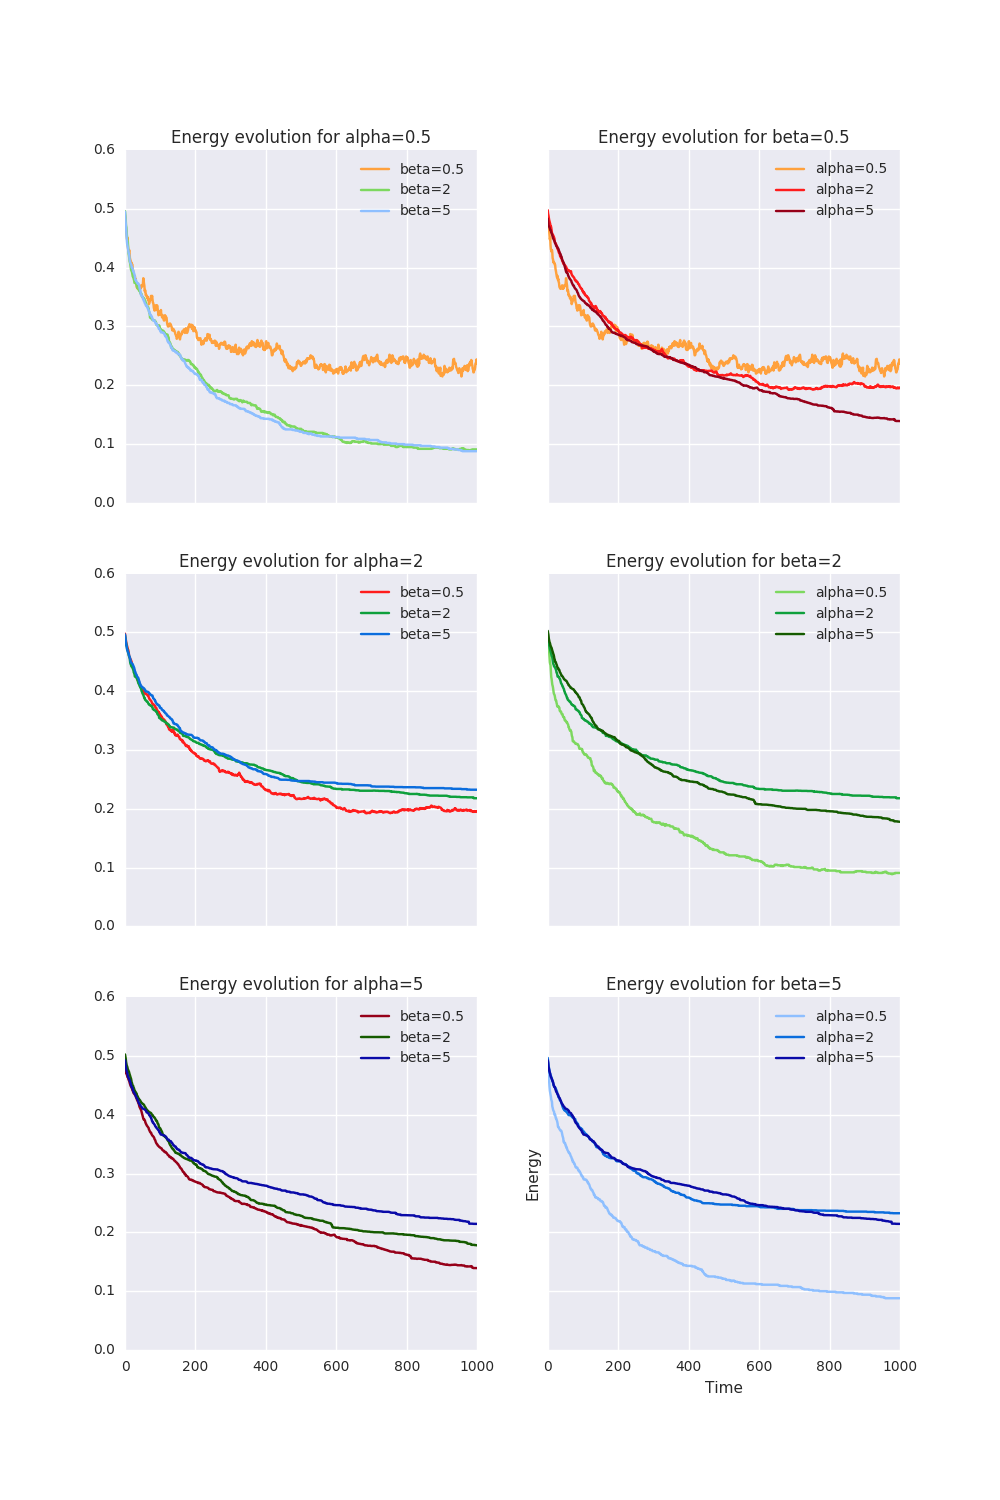 Energy evolution for alpha=0.5
0.6
0.5
0.4
0.3
0.2
0.1
0.0
beta=0.5
beta=2
beta=5
Energy evolution for beta=0.5
alpha=0.5
alpha=2
alpha=5
Energy evolution for alpha=2
0.6
0.5
0.4
0.3
0.2
0.1
0.0
beta=0.5
beta=2
beta=5
Energy evolution for beta=2
alpha=0.5
alpha=2
alpha=5
Energy evolution for alpha=5
0.6
0.5
0.4
0.3
0.2
0.1
0.0
beta=0.5
beta=2
beta=5
0 200 400 600 800 1000
Energy evolution for beta=5
alpha=0.5
alpha=2
alpha=5
Energy
0 200 400 600 800 1000
Time